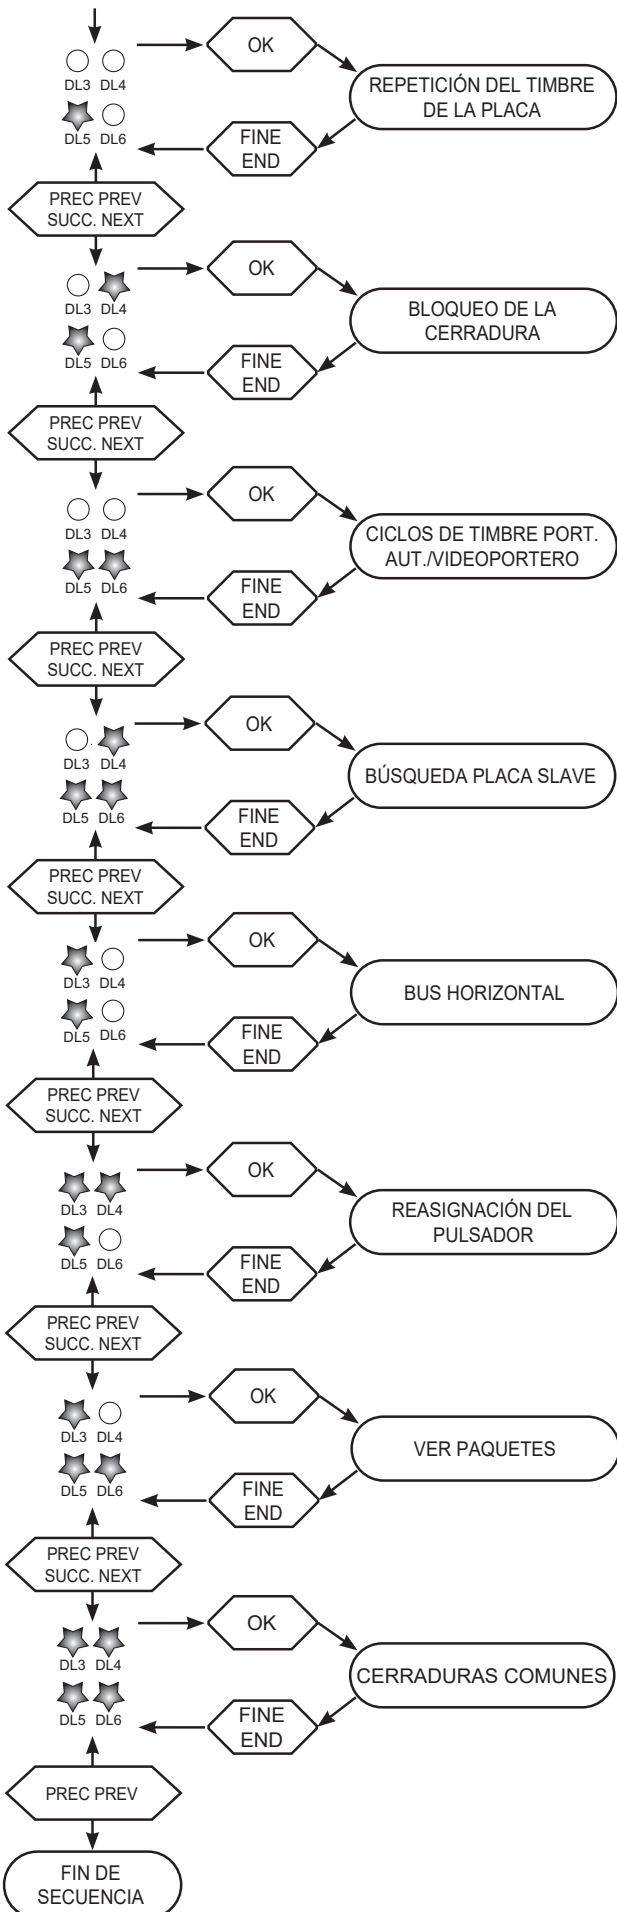 OK
DL3 DL4
REPETICIÓN DEL TIMBRE
DE LA PLACA
DL5 DL6
FINE
END
PREC PREV
SUCC. NEXT
OK
DL3 DL4
BLOQUEO DE LA
CERRADURA
DL5 DL6
FINE
END
PREC PREV
SUCC. NEXT
OK
DL3 DL4
CICLOS DE TIMBRE PORT.
AUT./VIDEOPORTERO
DL5 DL6
FINE
END
PREC PREV
SUCC. NEXT
OK
DL3 DL4
BÚSQUEDA PLACA SLAVE
DL5 DL6
FINE
END
PREC PREV
SUCC. NEXT
OK
DL3 DL4
BUS HORIZONTAL
DL5 DL6
FINE
END
PREC PREV
SUCC. NEXT
OK
DL3 DL4
REASIGNACIÓN DEL
PULSADOR
DL5 DL6
FINE
END
PREC PREV
SUCC. NEXT
OK
DL3 DL4
VER PAQUETES
DL5 DL6
FINE
END
PREC PREV
SUCC. NEXT
OK
DL3 DL4
CERRADURAS COMUNES
DL5 DL6
FINE
END
PREC PREV
FIN DE
SECUENCIA